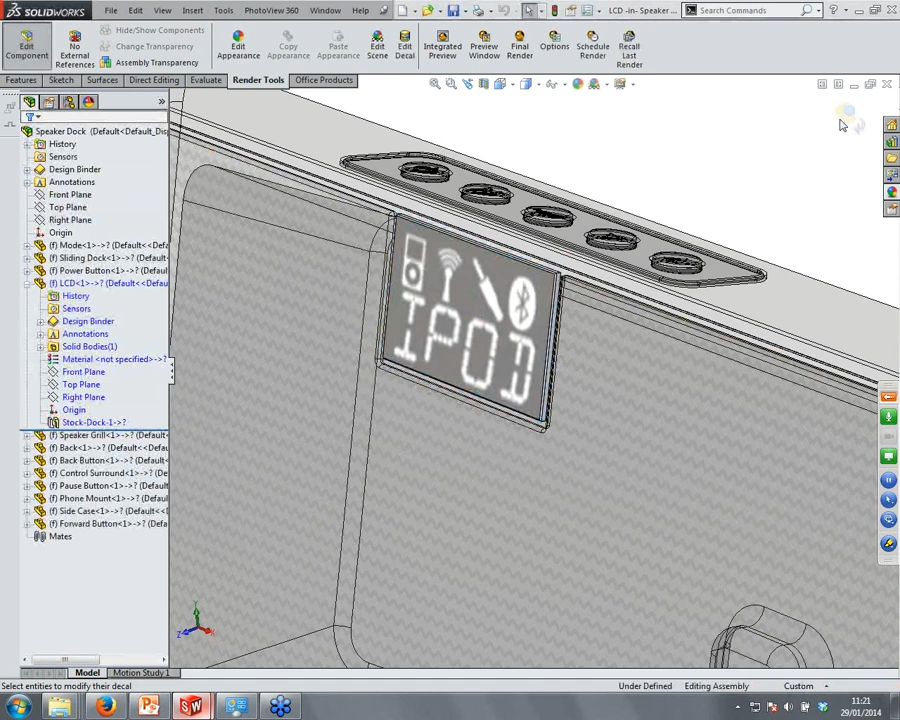 SOLIDWORKS
File
Edit
View
Insert
Tools
PhotoView 360
Window
Help
LCD -in- Speaker ...
Search Commands
Edit Component
No External References
Hide/Show Components
Change Transparency
Assembly Transparency
Edit Appearance
Copy Appearance
Paste Appearance
Edit Scene
Edit Decal
Integrated Preview
Preview Window
Final Render
Options
Schedule Render
Recall Last Render
Features
Sketch
Surfaces
Direct Editing
Evaluate
Render Tools
Office Products
Speaker Dock (Default<Default_Dis
History
Sensors
Design Binder
Annotations
Front Plane
Top Plane
Right Plane
Origin
(f) Mode<1>->? (Default<<Defa
(f) Sliding Dock<1>->? (Default
(f) Power Button<1>->? (Defaul
(f) LCD<1>->? (Default<<Defaul
History
Sensors
Design Binder
Annotations
Solid Bodies(1)
Material <not specified>->?
Front Plane
Top Plane
Right Plane
Origin
Stock-Dock-1->?
(f) Speaker Grill<1>->? (Default
(f) Back<1>->? (Default<<Defau
(f) Back Button<1>->? (Default
(f) Control Surround<1>->? (De
(f) Pause Button<1>->? (Defaul
(f) Phone Mount<1>->? (Defaul
(f) Side Case<1>->? (Default<<
(f) Forward Button<1>->? (Defa
Mates
IPOD
Y
Z
X
Model
Motion Study 1
Select entities to modify their decal
Under Defined
Editing Assembly
Custom
11:21
29/01/2014